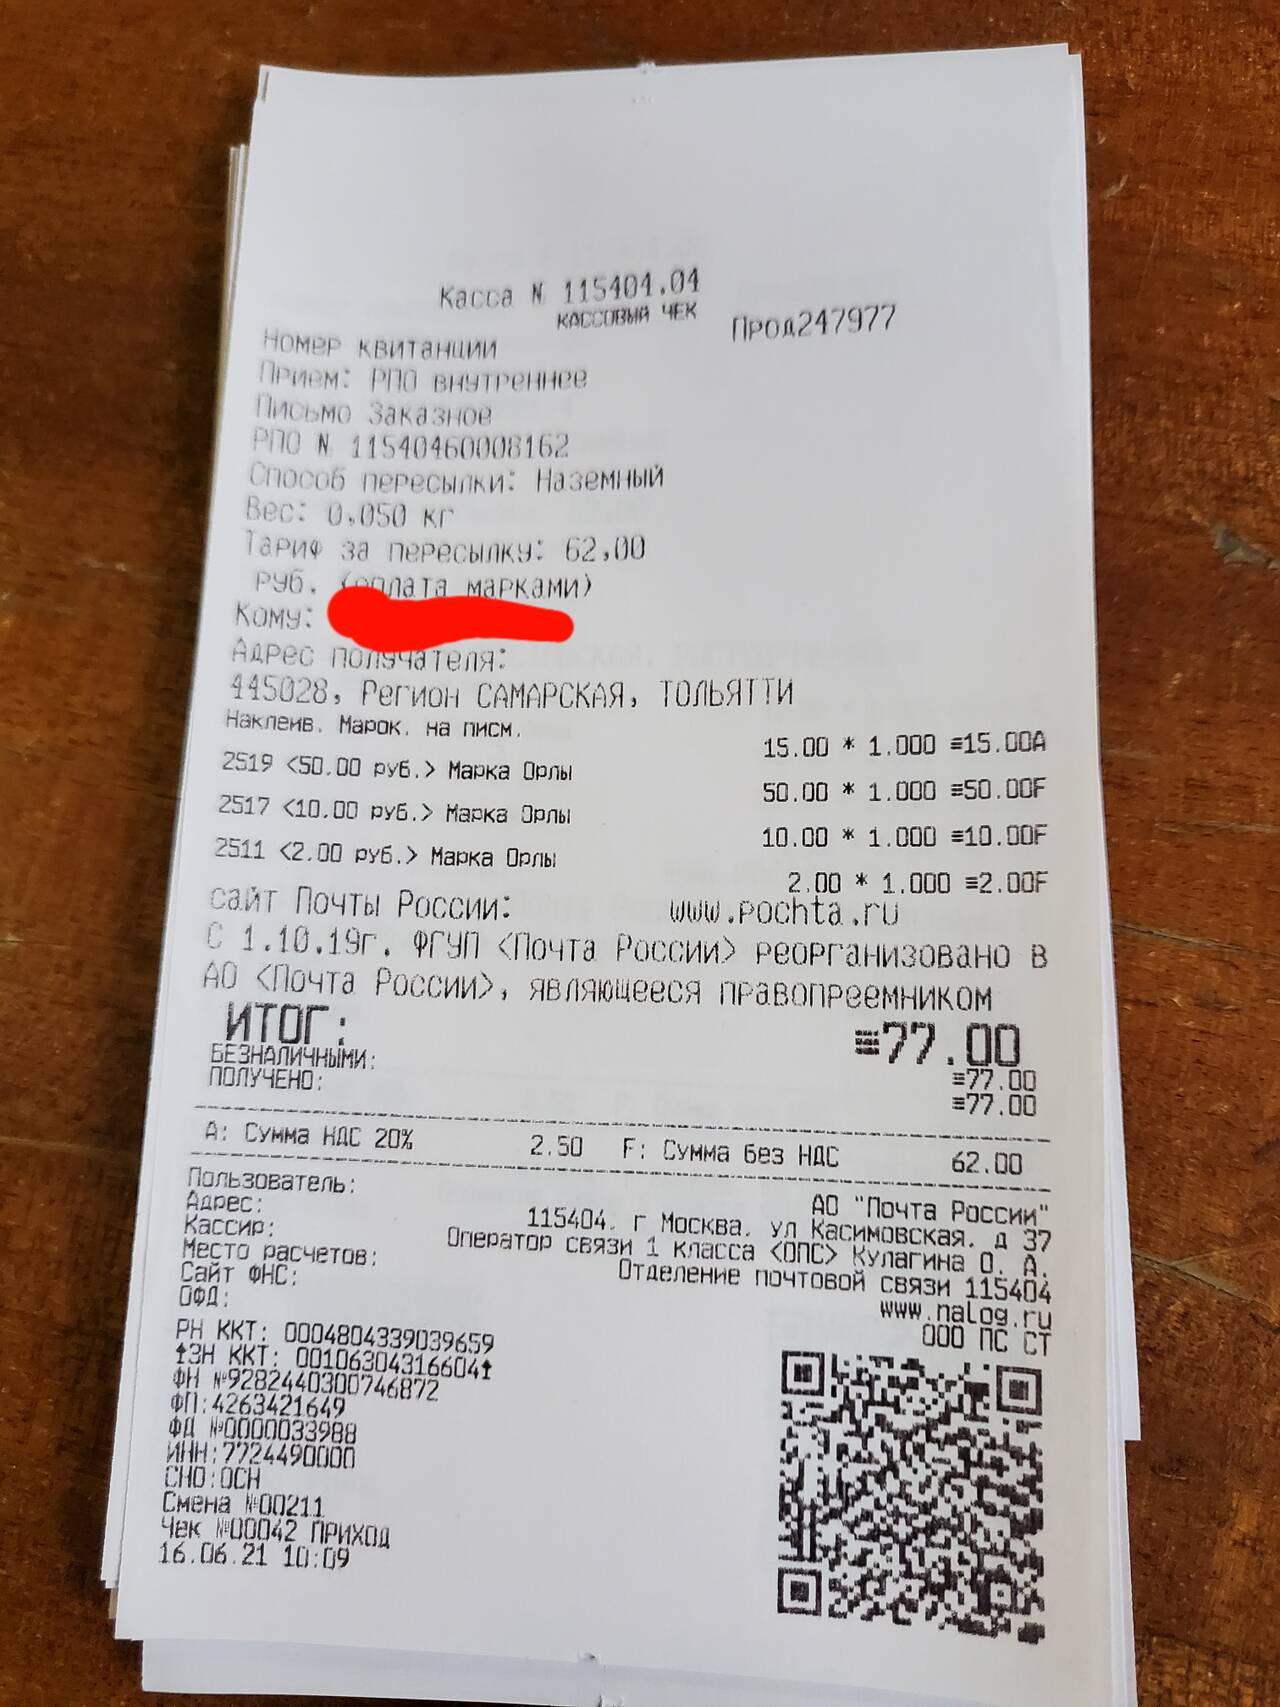 Касса № 115404.04
КАССОВЫЙ ЧЕК
Прод247977
Номер квитанции
Прием: РПО внутреннее
Письмо Заказное
РПО № 11540460008162
Способ пересылки: Наземный
Вес: 0,050 кг
Тариф за пересылку: 62,00
руб. (оплата марками)
Кому:
Адрес получателя:
445028, Регион САМАРСКАЯ, ТОЛЬЯТТИ
Наклеив. Марок. на писм.
15.00 * 1.000 ≡15.00А
2519 <50.00 руб.> Марка Орлы
50.00 * 1.000 ≡50.00F
2517 <10.00 руб.> Марка Орлы
10.00 * 1.000 ≡10.00F
2511 <2.00 руб.> Марка Орлы
2.00 * 1.000 ≡2.00F
сайт Почты России: www.pochta.ru
С 1.10.19г. ФГУП <Почта России> реорганизовано в
АО <Почта России>, являющееся правопреемником
ИТОГ: ≡77.00
БЕЗНАЛИЧНЫМИ: ≡77.00
ПОЛУЧЕНО: ≡77.00
А: Сумма НДС 20% 2.50 F: Сумма без НДС 62.00
Пользователь: АО "Почта России"
Адрес: 115404, г Москва, ул Касимовская, д 37
Кассир: Оператор связи 1 класса <ОПС> Кулагина О. А.
Место расчетов: Отделение почтовой связи 115404
Сайт ФНС: www.nalog.ru
ОФД: ООО ПС СТ
РН ККТ: 0004804339039659
↑ЗН ККТ: 00106304316604↑
ФН №9282440300746872
ФП:4263421649
ФД №0000033988
ИНН:7724490000
СНО:ОСН
Смена №00211
Чек №00042 ПРИХОД
16.06.21 10:09